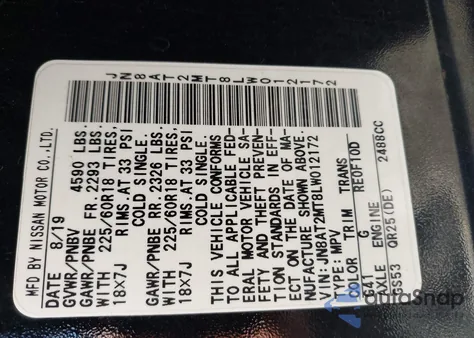 MFD BY NISSAN MOTOR CO.,LTD.
DATE 8/19
GVWR/PNBV 4590 LBS.
GAWR/PNBE FR. 2293 LBS.
WITH 225/60R18 TIRES,
18X7J RIMS.AT 33 PSI
COLD SINGLE.
GAWR/PNBE RR. 2326 LBS.
WITH 225/60R18 TIRES,
18X7J RIMS.AT 33 PSI
COLD SINGLE.
THIS VEHICLE CONFORMS
TO ALL APPLICABLE FED-
ERAL MOTOR VEHICLE SA-
FETY AND THEFT PREVEN-
TION STANDARDS IN EFF-
ECT ON THE DATE OF MA-
NUFACTURE SHOWN ABOVE.
VIN:JN8AT2MT8LW012172
TYPE:MPV
COLOR TRIM TRANS
G41 G RE0F10D
AXLE ENGINE
GS53 QR25(DE) 2488CC
JN8AT2MT8LW012172
autosnap